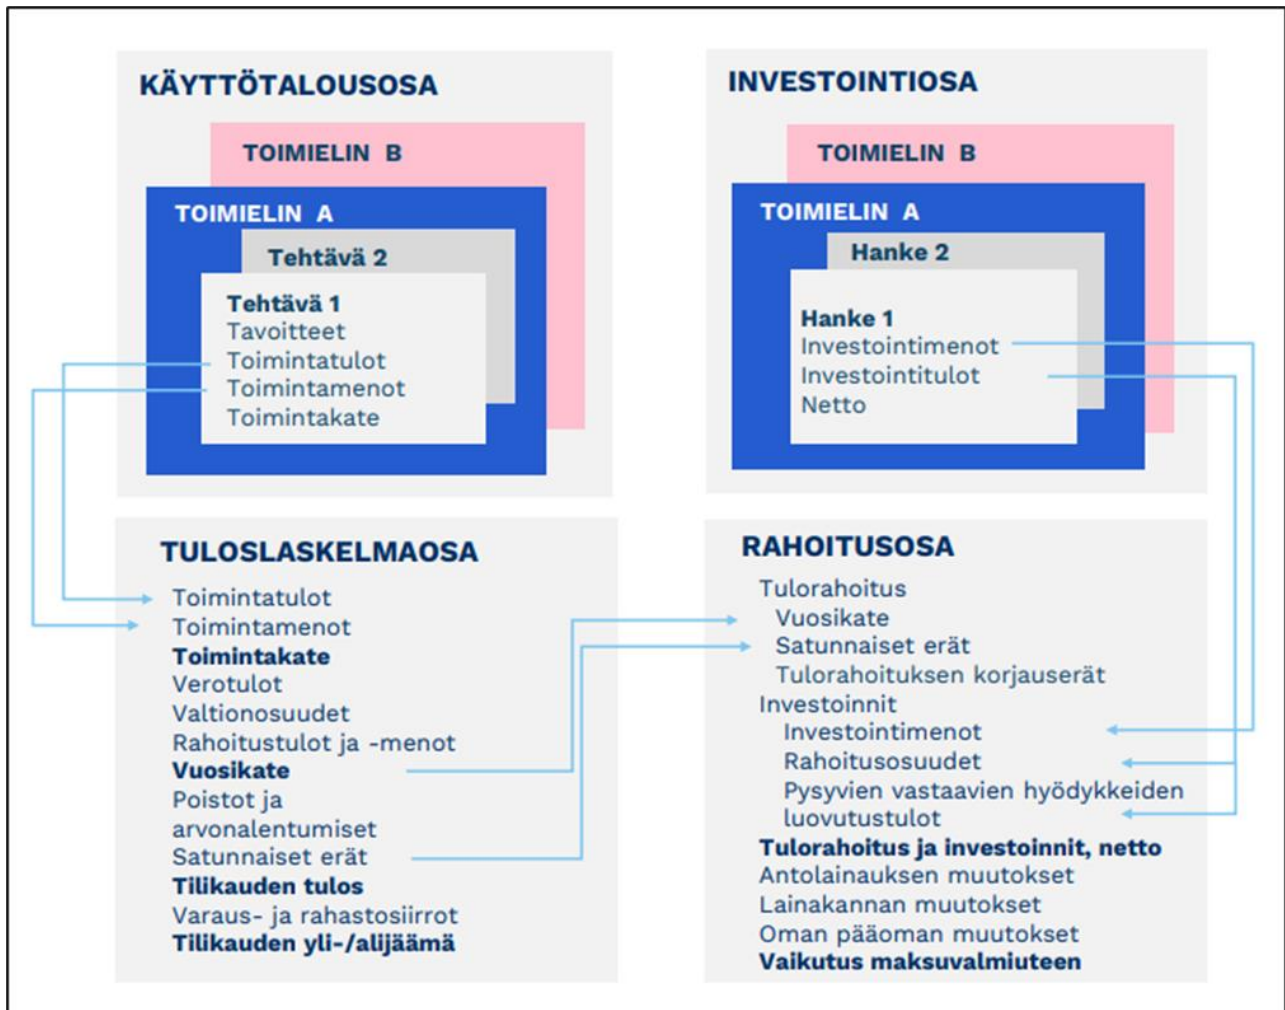 KÄYTTÖTALOUSOSA
TOIMIELIN B
TOIMIELIN A
Tehtävä 2
Tehtävä 1
Tavoitteet
Toimintatulot
Toimintamenot
Toimintakate
INVESTOINTIOSA
TOIMIELIN B
TOIMIELIN A
Hanke 2
Hanke 1
Investointimenot
Investointitulot
Netto
TULOSLASKELMAOSA
Toimintatulot
Toimintamenot
Toimintakate
Verotulot
Valtionosuudet
Rahoitustulot ja -menot
Vuosikate
Poistot ja
arvonalentumiset
Satunnaiset erät
Tilikauden tulos
Varaus- ja rahastosiirrot
Tilikauden yli-/alijäämä
RAHOITUSOSA
Tulorahoitus
Vuosikate
Satunnaiset erät
Tulorahoituksen korjauserät
Investoinnit
Investointimenot
Rahoitusosuudet
Pysyvien vastaavien hyödykkeiden
luovutustulot
Tulorahoitus ja investoinnit, netto
Antolainauksen muutokset
Lainakannan muutokset
Oman pääoman muutokset
Vaikutus maksuvalmiuteen